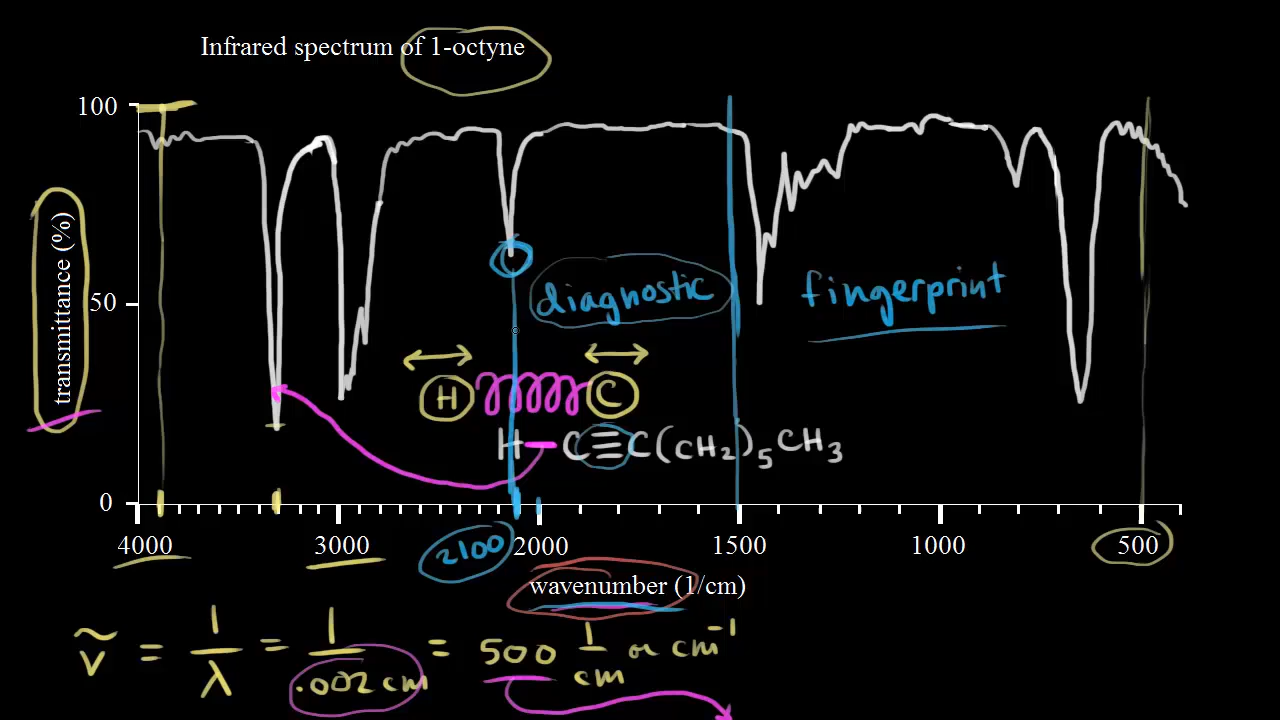 Infrared spectrum of 1-octyne
100
transmittance (%)
50
0
diagnostic
fingerprint
H C
H-C≡C(CH₂)₅CH₃
4000 3000 2000 1500 1000 500
2100
wavenumber (1/cm)
ṽ = 1/λ = 1/.002 cm = 500 1/cm or cm⁻¹